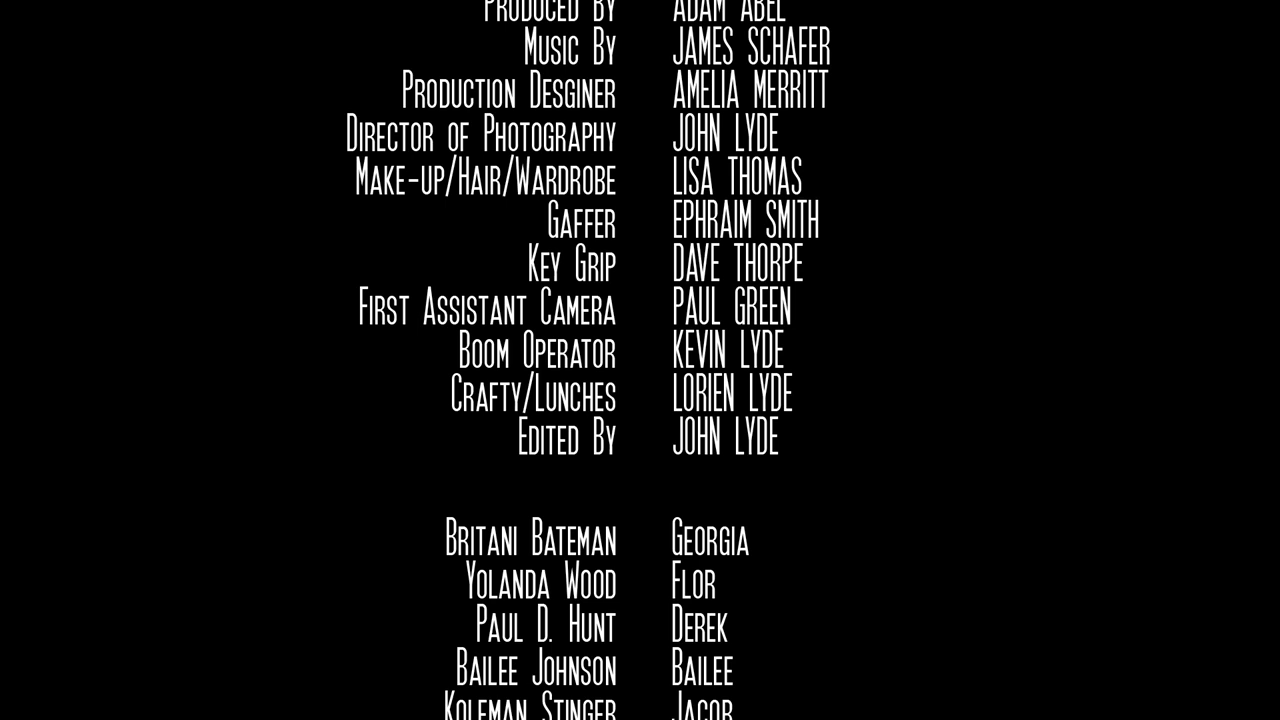 PRODUCED BY ADAM ABEL
MUSIC BY JAMES SCHAFER
PRODUCTION DESGINER AMELIA MERRITT
DIRECTOR OF PHOTOGRAPHY JOHN LYDE
MAKE-UP/HAIR/WARDROBE LISA THOMAS
GAFFER EPHRAIM SMITH
KEY GRIP DAVE THORPE
FIRST ASSISTANT CAMERA PAUL GREEN
BOOM OPERATOR KEVIN LYDE
CRAFTY/LUNCHES LORIEN LYDE
EDITED BY JOHN LYDE
BRITANI BATEMAN GEORGIA
YOLANDA WOOD FLOR
PAUL D. HUNT DEREK
BAILEE JOHNSON BAILEE
KOLEMAN STINGER JACOB